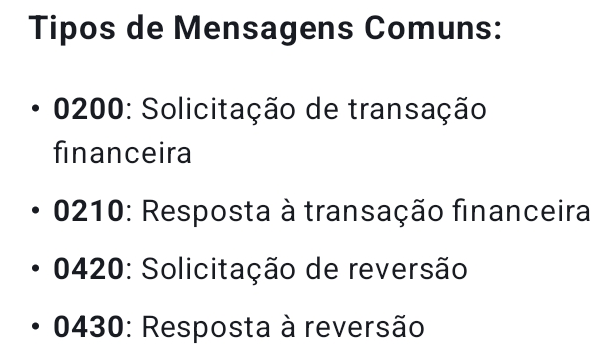 Tipos de Mensagens Comuns:
• 0200: Solicitação de transação
financeira
• 0210: Resposta à transação financeira
• 0420: Solicitação de reversão
• 0430: Resposta à reversão